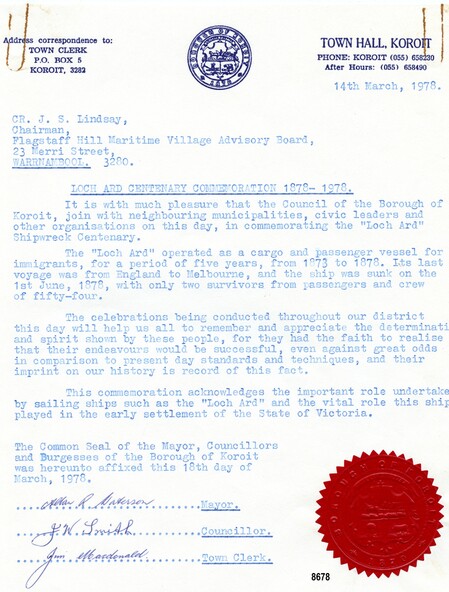 Address correspondence to:
TOWN CLERK
P.O. BOX 5
KOROIT, 3282
TOWN HALL, KOROIT
PHONE: KOROIT (055) 658230
After Hours: (055) 658490
14th March, 1978.
CR. J. S. Lindsay,
Chairman,
Flagstaff Hill Maritime Village Advisory Board,
23 Merri Street,
WARRNAMBOOL. 3280.
LOCH ARD CENTENARY COMMEMORATION 1878- 1978.
It is with much pleasure that the Council of the Borough of
Koroit, join with neighbouring municipalities, civic leaders and
other organisations on this day, in commemorating the "Loch Ard"
Shipwreck Centenary.
The "Loch Ard" operated as a cargo and passenger vessel for
immigrants, for a period of five years, from 1873 to 1878. Its last
voyage was from England to Melbourne, and the ship was sunk on the
1st June, 1878, with only two survivors from passengers and crew
of fifty-four.
The celebrations being conducted throughout our district
this day will help us all to remember and appreciate the determinati
and spirit shown by these people, for they had the faith to realise
that their endeavours would be successful, even against great odds
in comparison to present day standards and techniques, and their
imprint on our history is record of this fact.
This commemoration acknowledges the important role undertake
by sailing ships such as the "Loch Ard" and the vital role this ship
played in the early settlement of the State of Victoria.
The Common Seal of the Mayor, Councillors
and Burgesses of the Borough of Koroit
was hereunto affixed this 18th day of
March, 1978.
Mayor.
J.W. Smith Councillor.
Macdonald Town Clerk.
8678